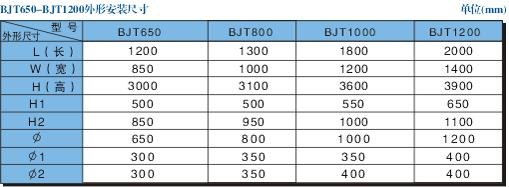 BJT650-BJT1200外形安装尺寸 单位(mm)
型号 外形尺寸 BJT650 BJT800 BJT1000 BJT1200
L(长) 1200 1300 1800 2000
W(宽) 850 1000 1200 1400
H(高) 3000 3100 3600 3900
H1 500 500 550 650
H2 850 950 1000 1100
Ø 650 800 1000 1200
Ø1 300 350 350 400
Ø2 300 350 400 400